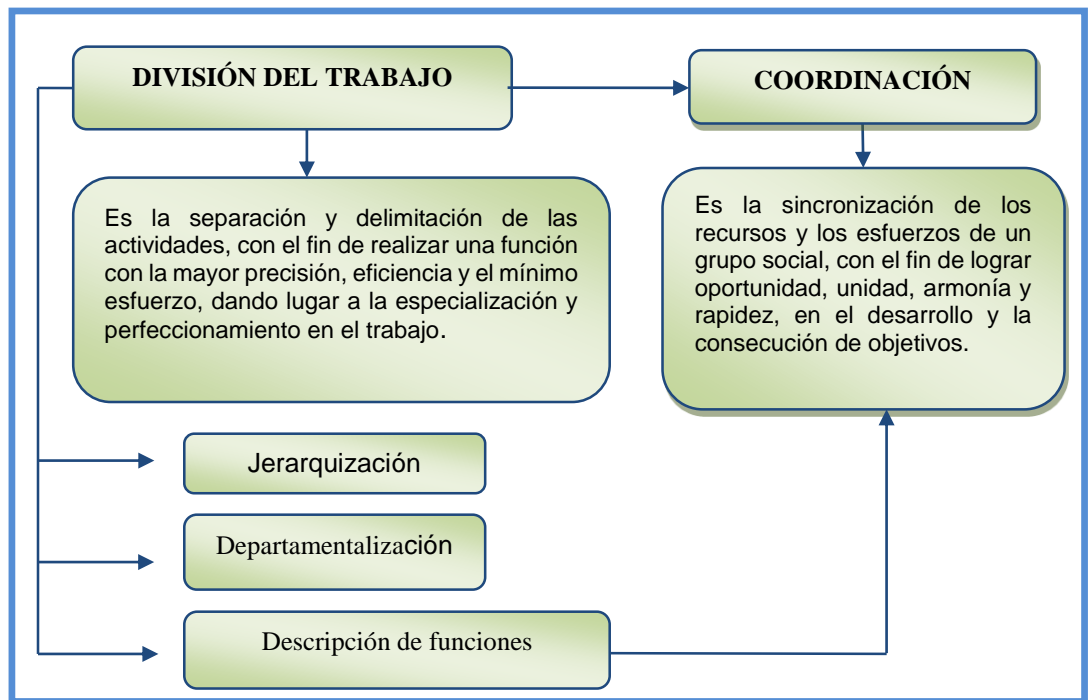 DIVISIÓN DEL TRABAJO
COORDINACIÓN
Es la separación y delimitación de las
actividades, con el fin de realizar una función
con la mayor precisión, eficiencia y el mínimo
esfuerzo, dando lugar a la especialización y
perfeccionamiento en el trabajo.
Es la sincronización de los
recursos y los esfuerzos de un
grupo social, con el fin de lograr
oportunidad, unidad, armonía y
rapidez, en el desarrollo y la
consecución de objetivos.
Jerarquización
Departamentalización
Descripción de funciones